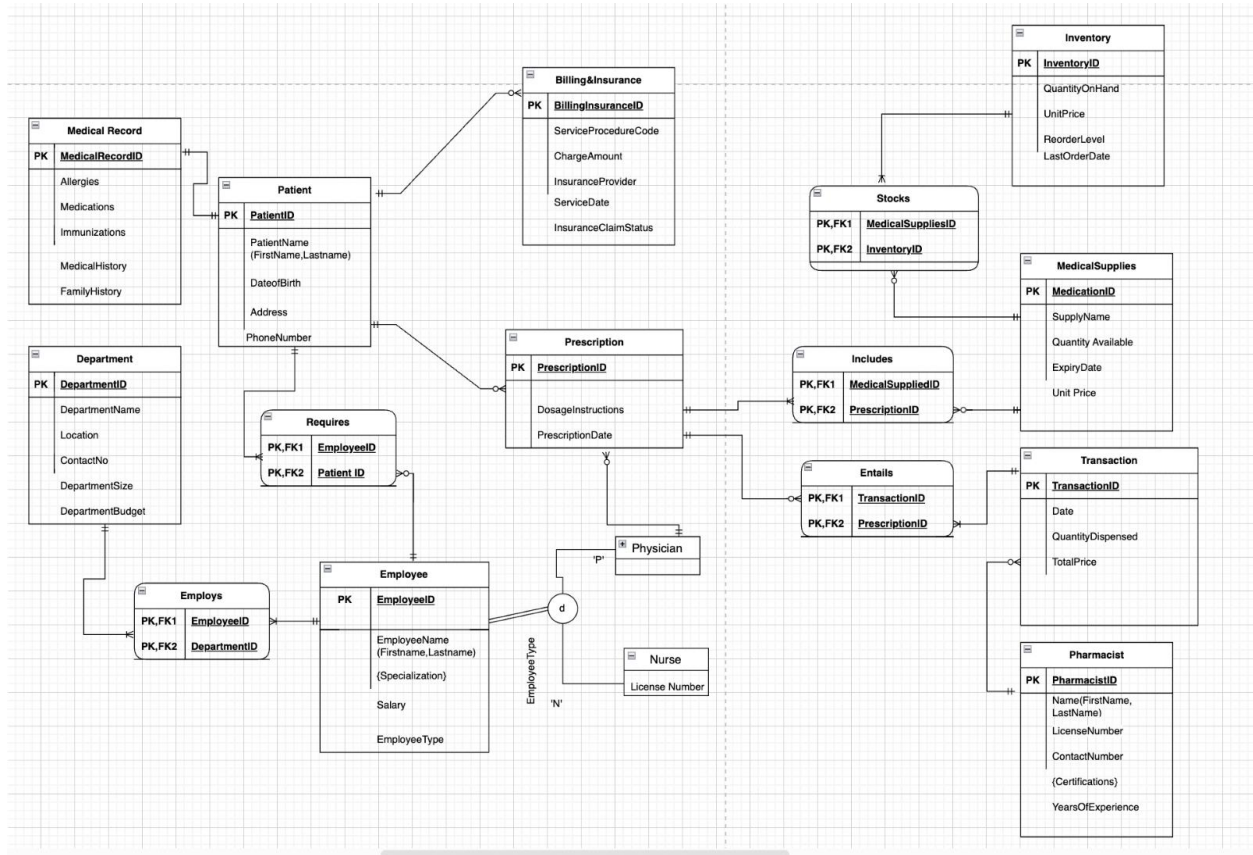 Inventory
PK InventoryID
QuantityOnHand
UnitPrice
ReorderLevel
LastOrderDate
Billing&Insurance
PK BillingInsuranceID
ServiceProcedureCode
ChargeAmount
InsuranceProvider
ServiceDate
InsuranceClaimStatus
Medical Record
PK MedicalRecordID
Allergies
Medications
Immunizations
MedicalHistory
FamilyHistory
Patient
PK PatientID
PatientName
(FirstName,Lastname)
DateofBirth
Address
PhoneNumber
Stocks
PK,FK1 MedicalSuppliesID
PK,FK2 InventoryID
MedicalSupplies
PK MedicationID
SupplyName
Quantity Available
ExpiryDate
Unit Price
Department
PK DepartmentID
DepartmentName
Location
ContactNo
DepartmentSize
DepartmentBudget
Prescription
PK PrescriptionID
DosageInstructions
PrescriptionDate
Includes
PK,FK1 MedicalSuppliedID
PK,FK2 PrescriptionID
Requires
PK,FK1 EmployeeID
PK,FK2 Patient ID
Entails
PK,FK1 TransactionID
PK,FK2 PrescriptionID
Transaction
PK TransactionID
Date
QuantityDispensed
TotalPrice
Physician
'P'
d
EmployeeType
'N'
Nurse
License Number
Employee
PK EmployeeID
EmployeeName
(Firstname,Lastname)
{Specialization}
Salary
EmployeeType
Employs
PK,FK1 EmployeeID
PK,FK2 DepartmentID
Pharmacist
PK PharmacistID
Name(FirstName,
LastName)
LicenseNumber
ContactNumber
{Certifications}
YearsOfExperience